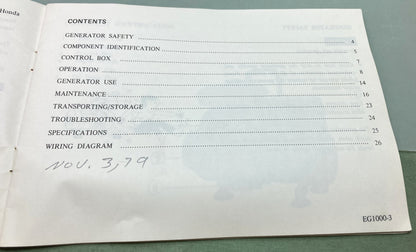 Honda
CONTENTS
GENERATOR SAFETY 4
COMPONENT IDENTIFICATION 5
CONTROL BOX 7
OPERATION 8
GENERATOR USE 14
MAINTENANCE 16
TRANSPORTING/STORAGE 23
TROUBLESHOOTING 24
SPECIFICATIONS 25
WIRING DIAGRAM 26
NOV. 3,79
EG1000-3